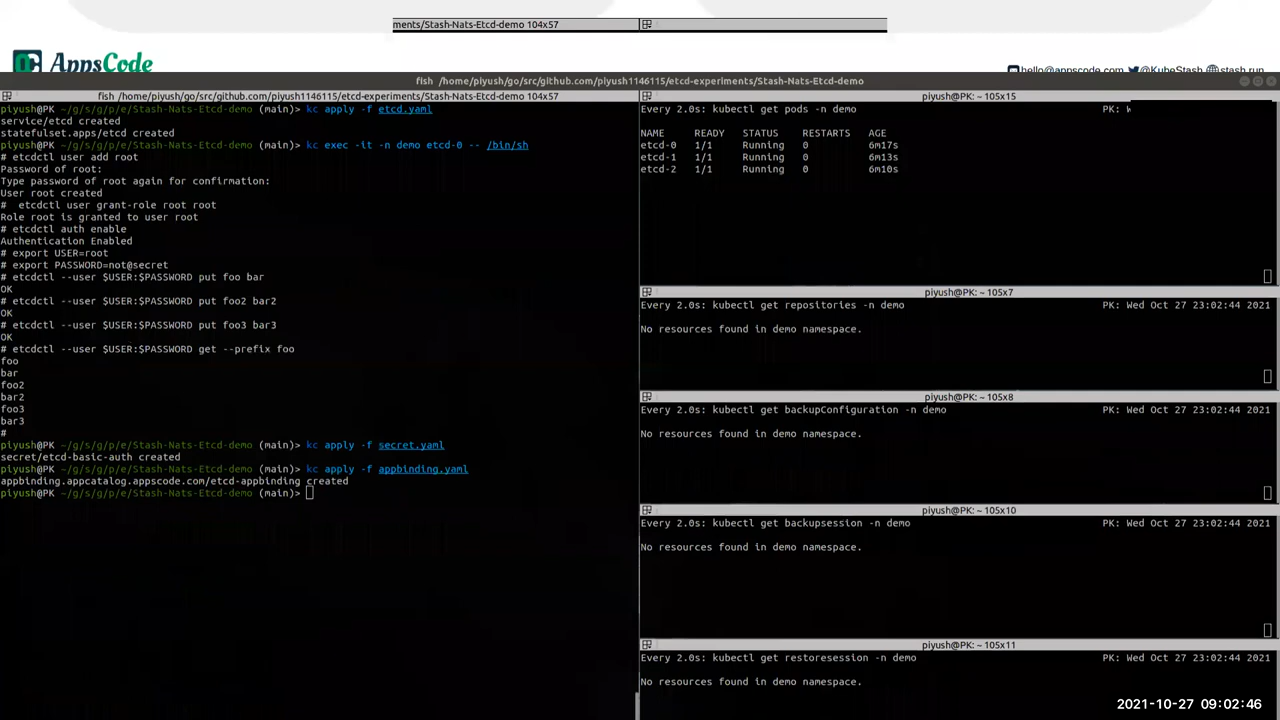 ments/Stash-Nats-Etcd-demo 104x57
AppsCode
hello@appscode.com @KubeStash stash.run
fish /home/piyush/go/src/github.com/piyush1146115/etcd-experiments/Stash-Nats-Etcd-demo
fish /home/piyush/go/src/github.com/piyush1146115/etcd-experiments/Stash-Nats-Etcd-demo 104x57
piyush@PK ~/g/s/g/p/e/Stash-Nats-Etcd-demo (main)> kc apply -f etcd.yaml
service/etcd created
statefulset.apps/etcd created
piyush@PK ~/g/s/g/p/e/Stash-Nats-Etcd-demo (main)> kc exec -it -n demo etcd-0 -- /bin/sh
# etcdctl user add root
Password of root:
Type password of root again for confirmation:
User root created
#  etcdctl user grant-role root root
Role root is granted to user root
# etcdctl auth enable
Authentication Enabled
# export USER=root
# export PASSWORD=not@secret
# etcdctl --user $USER:$PASSWORD put foo bar
OK
# etcdctl --user $USER:$PASSWORD put foo2 bar2
OK
# etcdctl --user $USER:$PASSWORD put foo3 bar3
OK
# etcdctl --user $USER:$PASSWORD get --prefix foo
foo
bar
foo2
bar2
foo3
bar3
#
piyush@PK ~/g/s/g/p/e/Stash-Nats-Etcd-demo (main)> kc apply -f secret.yaml
secret/etcd-basic-auth created
piyush@PK ~/g/s/g/p/e/Stash-Nats-Etcd-demo (main)> kc apply -f appbinding.yaml
appbinding.appcatalog.appscode.com/etcd-appbinding created
piyush@PK ~/g/s/g/p/e/Stash-Nats-Etcd-demo (main)>
piyush@PK: ~ 105x15
Every 2.0s: kubectl get pods -n demo PK:
NAME READY STATUS RESTARTS AGE
etcd-0 1/1 Running 0 6m17s
etcd-1 1/1 Running 0 6m13s
etcd-2 1/1 Running 0 6m10s
piyush@PK: ~ 105x7
Every 2.0s: kubectl get repositories -n demo PK: Wed Oct 27 23:02:44 2021
No resources found in demo namespace.
piyush@PK: ~ 105x8
Every 2.0s: kubectl get backupConfiguration -n demo PK: Wed Oct 27 23:02:44 2021
No resources found in demo namespace.
piyush@PK: ~ 105x10
Every 2.0s: kubectl get backupsession -n demo PK: Wed Oct 27 23:02:44 2021
No resources found in demo namespace.
piyush@PK: ~ 105x11
Every 2.0s: kubectl get restoresession -n demo PK: Wed Oct 27 23:02:44 2021
No resources found in demo namespace.
2021-10-27 09:02:46